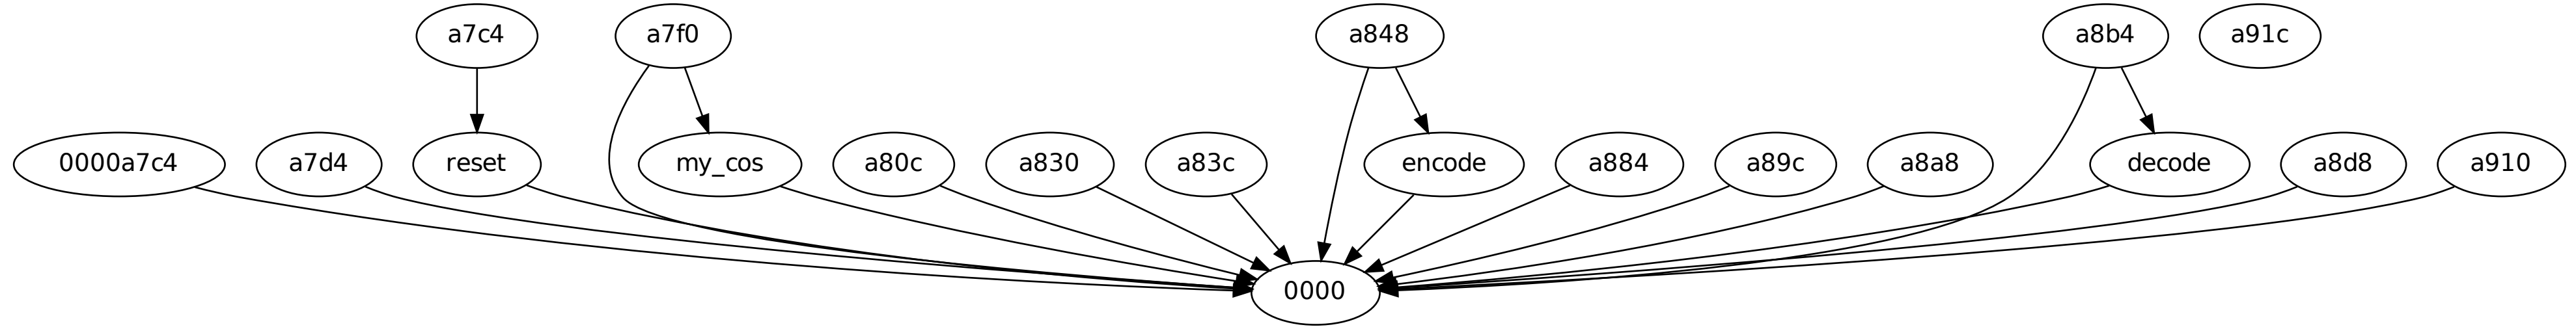 a7c4 a7f0 a848 a8b4 a91c
0000a7c4 a7d4 reset my_cos a80c a830 a83c encode a884 a89c a8a8 decode a8d8 a910
0000